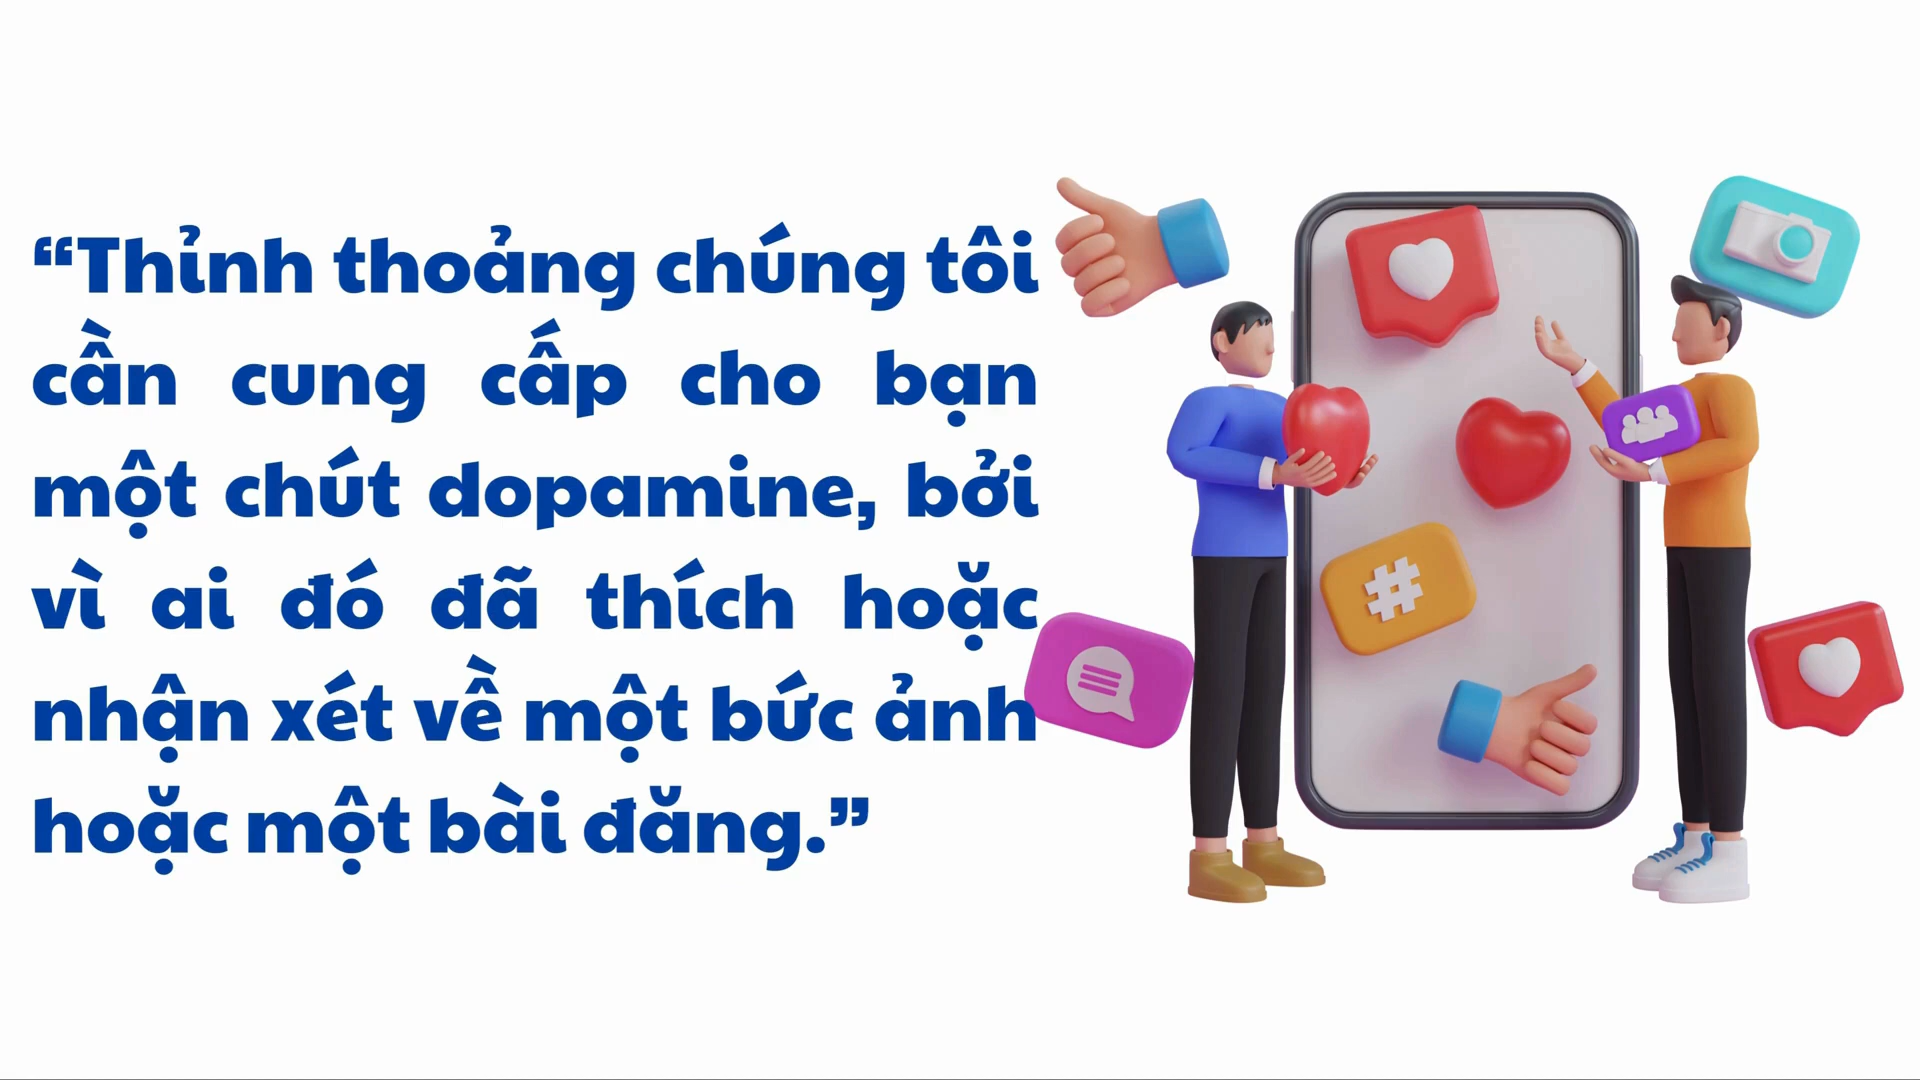 “Thỉnh thoảng chúng tôi
cần cung cấp cho bạn
một chút dopamine, bởi
vì ai đó đã thích hoặc
nhận xét về một bức ảnh
hoặc một bài đăng.”